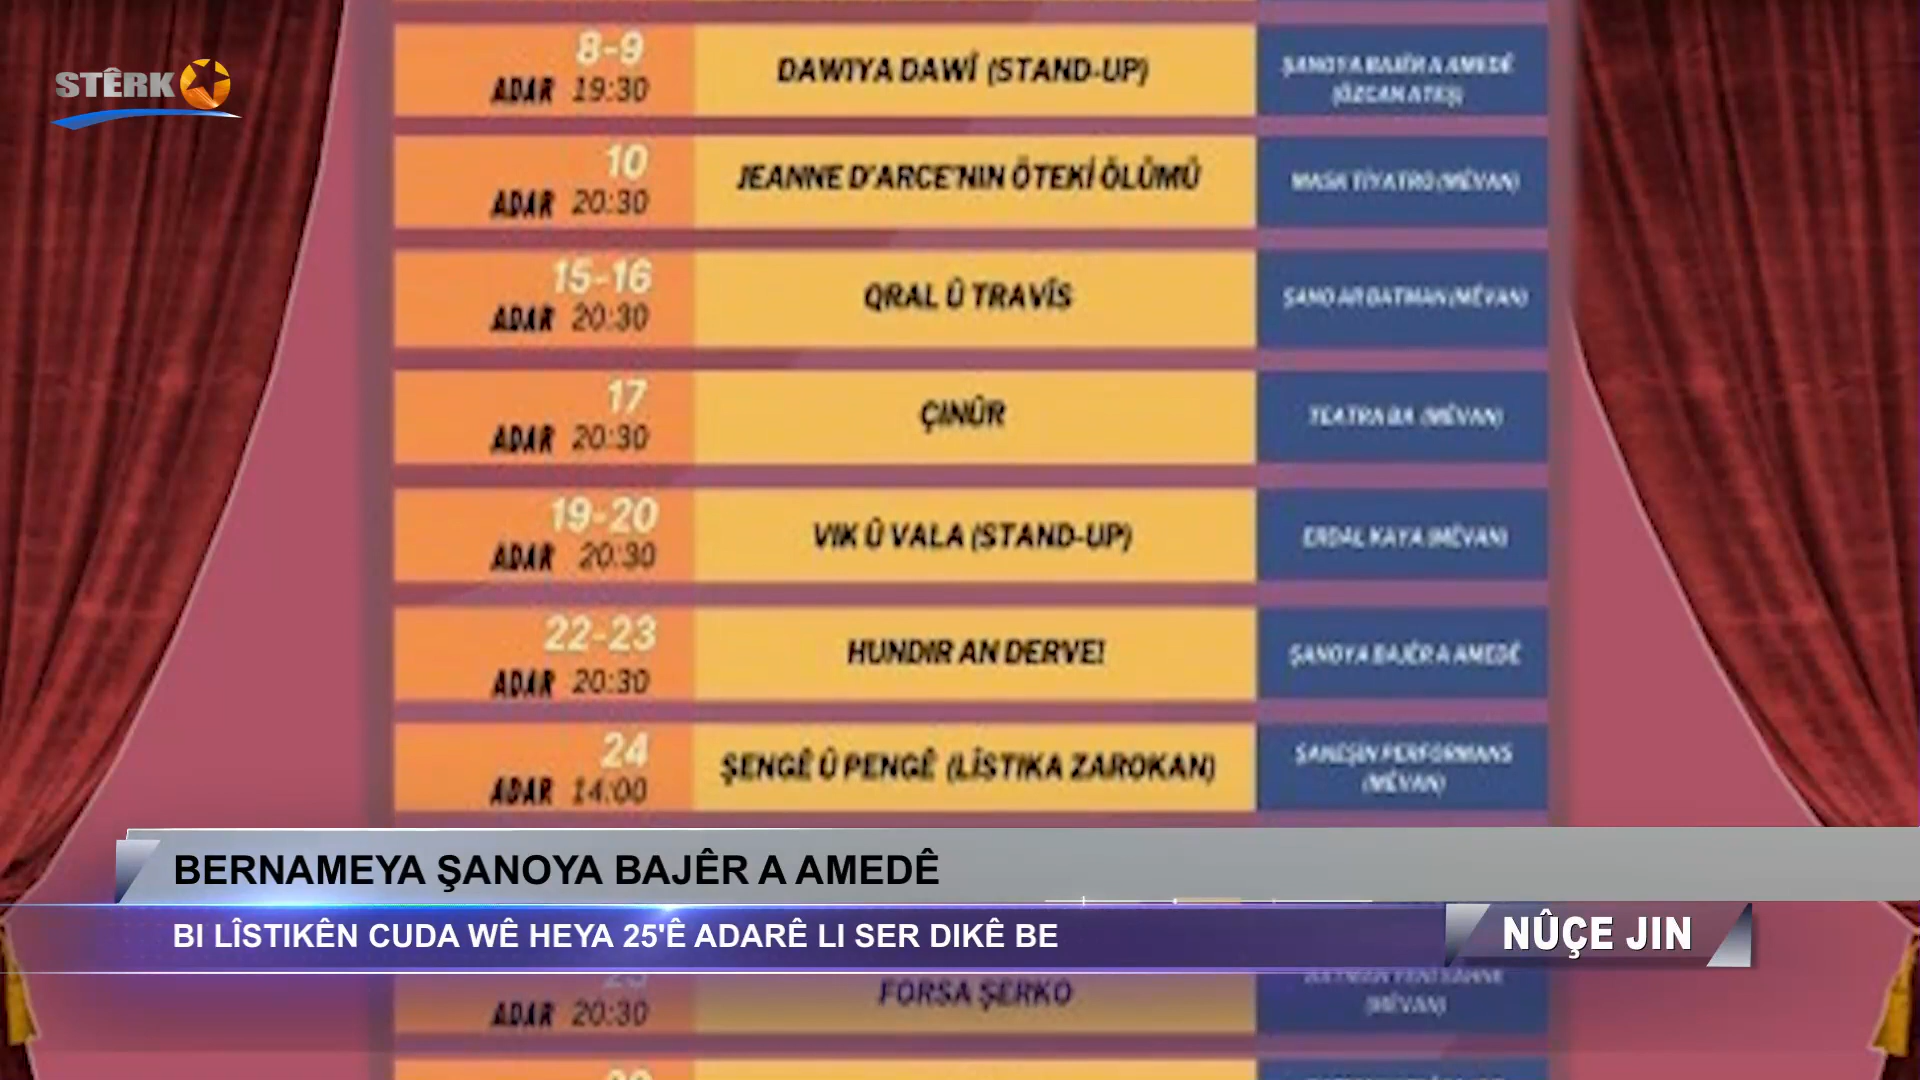 STÊRK
8-9
ADAR 19:30
DAWIYA DAWÎ (STAND-UP)
ŞANOYA BAJÊR A AMEDÊ
(ÖZCAN ATEŞ)
10
ADAR 20:30
JEANNE D'ARCE'NIN ÖTEKİ ÖLÜMÜ
MASK TİYATRO (MÊVAN)
15-16
ADAR 20:30
QRAL Û TRAVÎS
ŞANO AR BATMAN (MÊVAN)
17
ADAR 20:30
ÇINÛR
TEATRA BA (MÊVAN)
19-20
ADAR 20:30
VIK Û VALA (STAND-UP)
ERDAL KAYA (MÊVAN)
22-23
ADAR 20:30
HUNDIR AN DERVE!
ŞANOYA BAJÊR A AMEDÊ
24
ADAR 14:00
ŞENGÊ Û PENGÊ (LÎSTIKA ZAROKAN)
ŞANEŞÎN PERFORMANS
(MÊVAN)
BERNAMEYA ŞANOYA BAJÊR A AMEDÊ
BI LÎSTIKÊN CUDA WÊ HEYA 25'Ê ADARÊ LI SER DIKÊ BE
NÛÇE JIN
ADAR 20:30
FORSA ŞERKO
(MÊVAN)